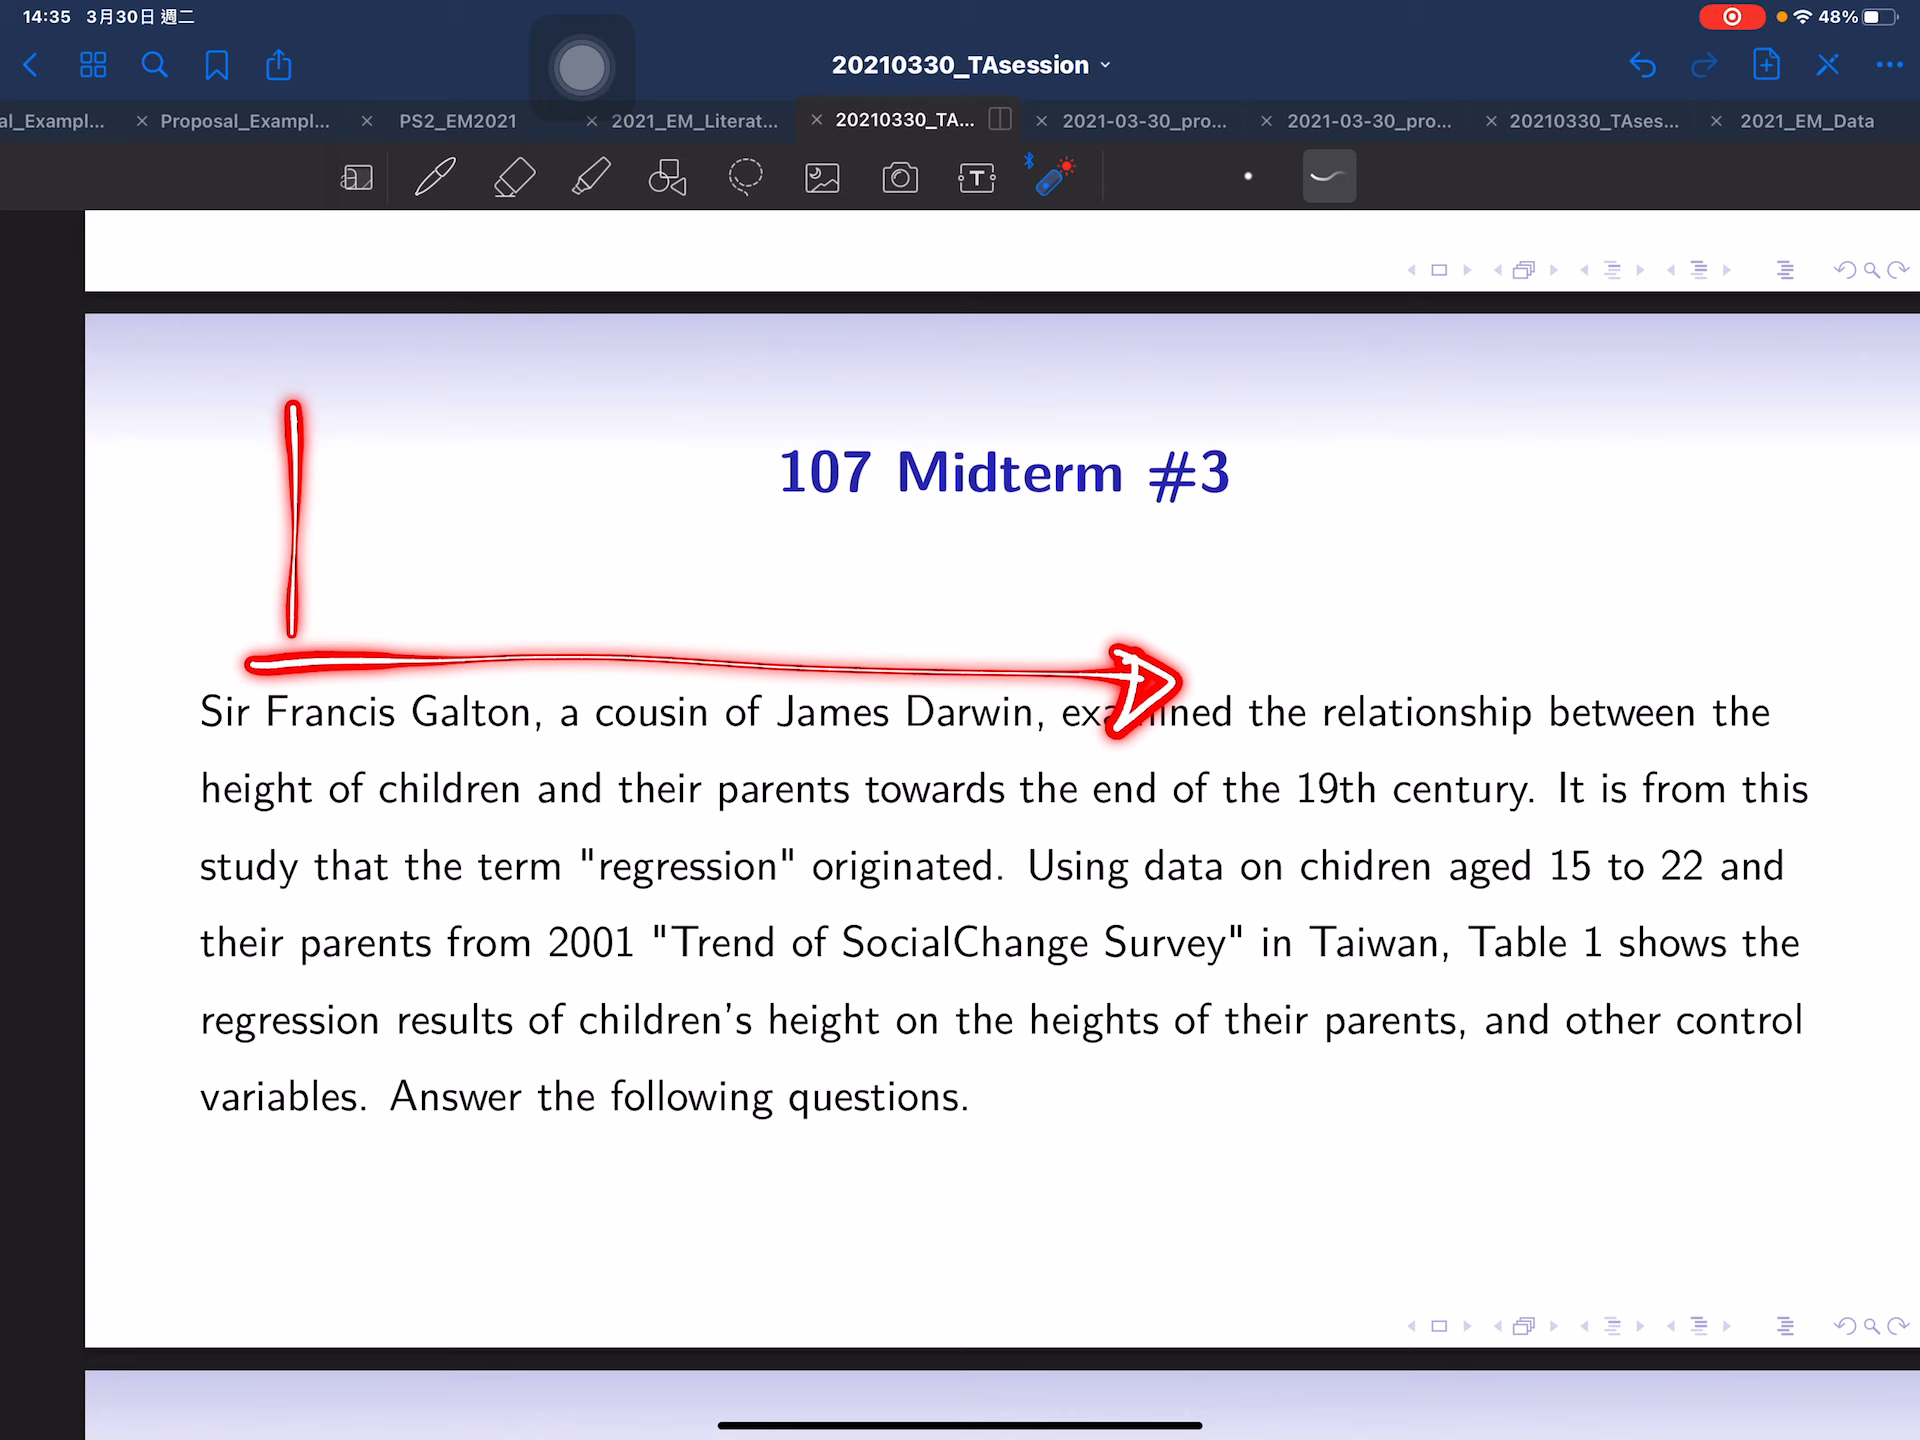 14:35 3月30日 週二
48%
20210330_TAsession
al_Exampl...
Proposal_Exampl...
PS2_EM2021
2021_EM_Literat...
20210330_TA...
2021-03-30_pro...
2021-03-30_pro...
20210330_TAses...
2021_EM_Data
107 Midterm #3
Sir Francis Galton, a cousin of James Darwin, examined the relationship between the
height of children and their parents towards the end of the 19th century. It is from this
study that the term "regression" originated. Using data on chidren aged 15 to 22 and
their parents from 2001 "Trend of SocialChange Survey" in Taiwan, Table 1 shows the
regression results of children's height on the heights of their parents, and other control
variables. Answer the following questions.